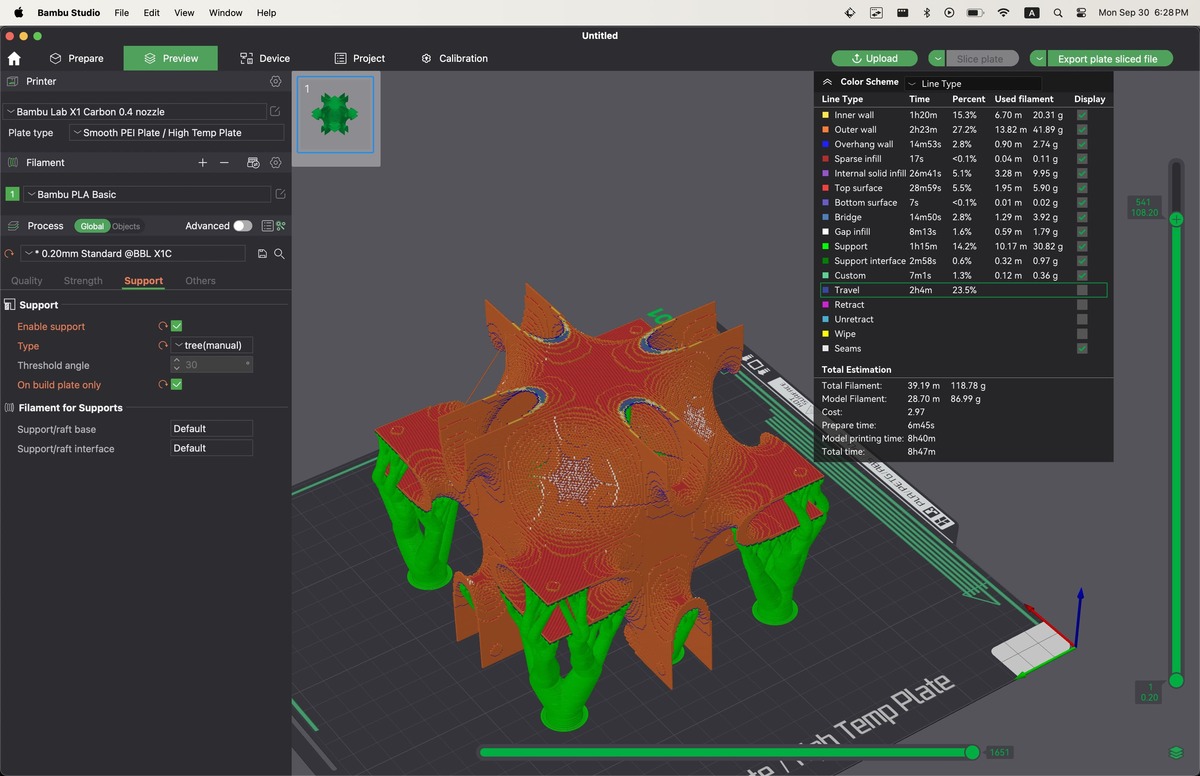 Bambu Studio File Edit View Window Help A Mon Sep 30 6:28 PM
Untitled
Prepare Preview Device Project Calibration Upload Slice plate Export plate sliced file
Printer
Bambu Lab X1 Carbon 0.4 nozzle
Plate type Smooth PEI Plate / High Temp Plate
Filament
1 Bambu PLA Basic
Process Global Objects Advanced
* 0.20mm Standard @BBL X1C
Quality Strength Support Others
Support
Enable support
Type tree(manual)
Threshold angle 30 °
On build plate only
Filament for Supports
Support/raft base Default
Support/raft interface Default
1
Color Scheme Line Type
Line Type Time Percent Used filament Display
Inner wall 1h20m 15.3% 6.70 m 20.31 g
Outer wall 2h23m 27.2% 13.82 m 41.89 g
Overhang wall 14m53s 2.8% 0.90 m 2.74 g
Sparse infill 17s <0.1% 0.04 m 0.11 g
Internal solid infill 26m41s 5.1% 3.28 m 9.95 g
Top surface 28m59s 5.5% 1.95 m 5.90 g
Bottom surface 7s <0.1% 0.01 m 0.02 g
Bridge 14m50s 2.8% 1.29 m 3.92 g
Gap infill 8m13s 1.6% 0.59 m 1.79 g
Support 1h15m 14.2% 10.17 m 30.82 g
Support interface 2m58s 0.6% 0.32 m 0.97 g
Custom 7m1s 1.3% 0.12 m 0.36 g
Travel 2h4m 23.5%
Retract
Unretract
Wipe
Seams
Total Estimation
Total Filament: 39.19 m 118.78 g
Model Filament: 28.70 m 86.99 g
Cost: 2.97
Prepare time: 6m45s
Model printing time: 8h40m
Total time: 8h47m
541
108.20
01
PLA PETG
High Temp Plate
1
0.20
1651